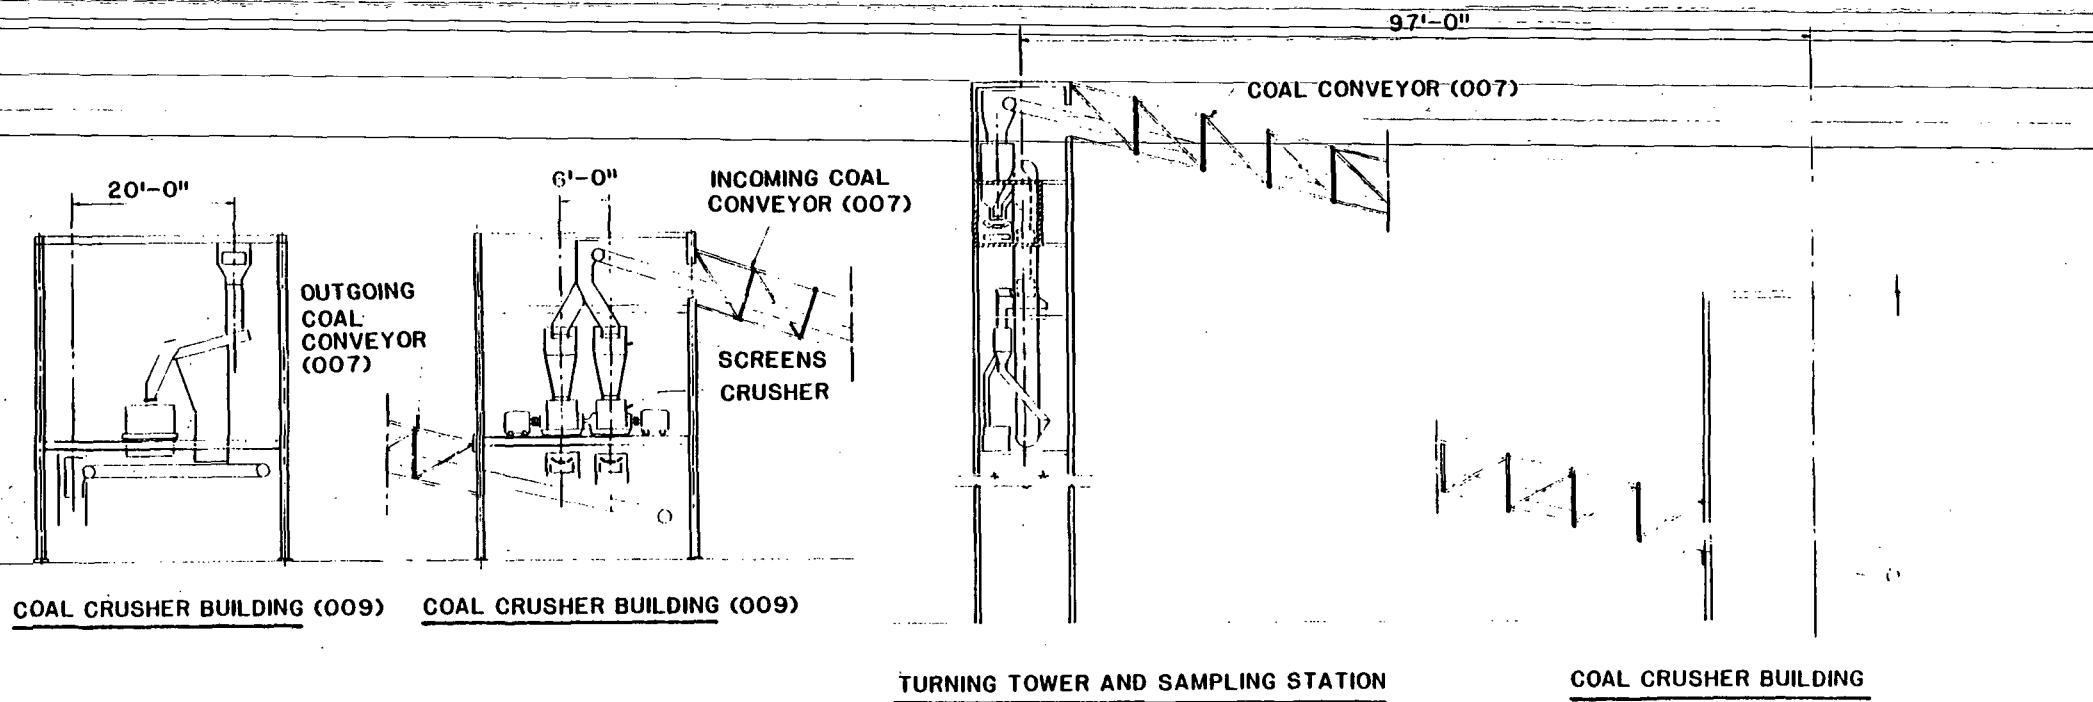 97'-0"
COAL CONVEYOR (007)
20'-0"
6'-0"
INCOMING COAL
CONVEYOR (007)
OUTGOING
COAL
CONVEYOR
(007)
SCREENS
CRUSHER
COAL CRUSHER BUILDING (009)
COAL CRUSHER BUILDING (009)
TURNING TOWER AND SAMPLING STATION
COAL CRUSHER BUILDING